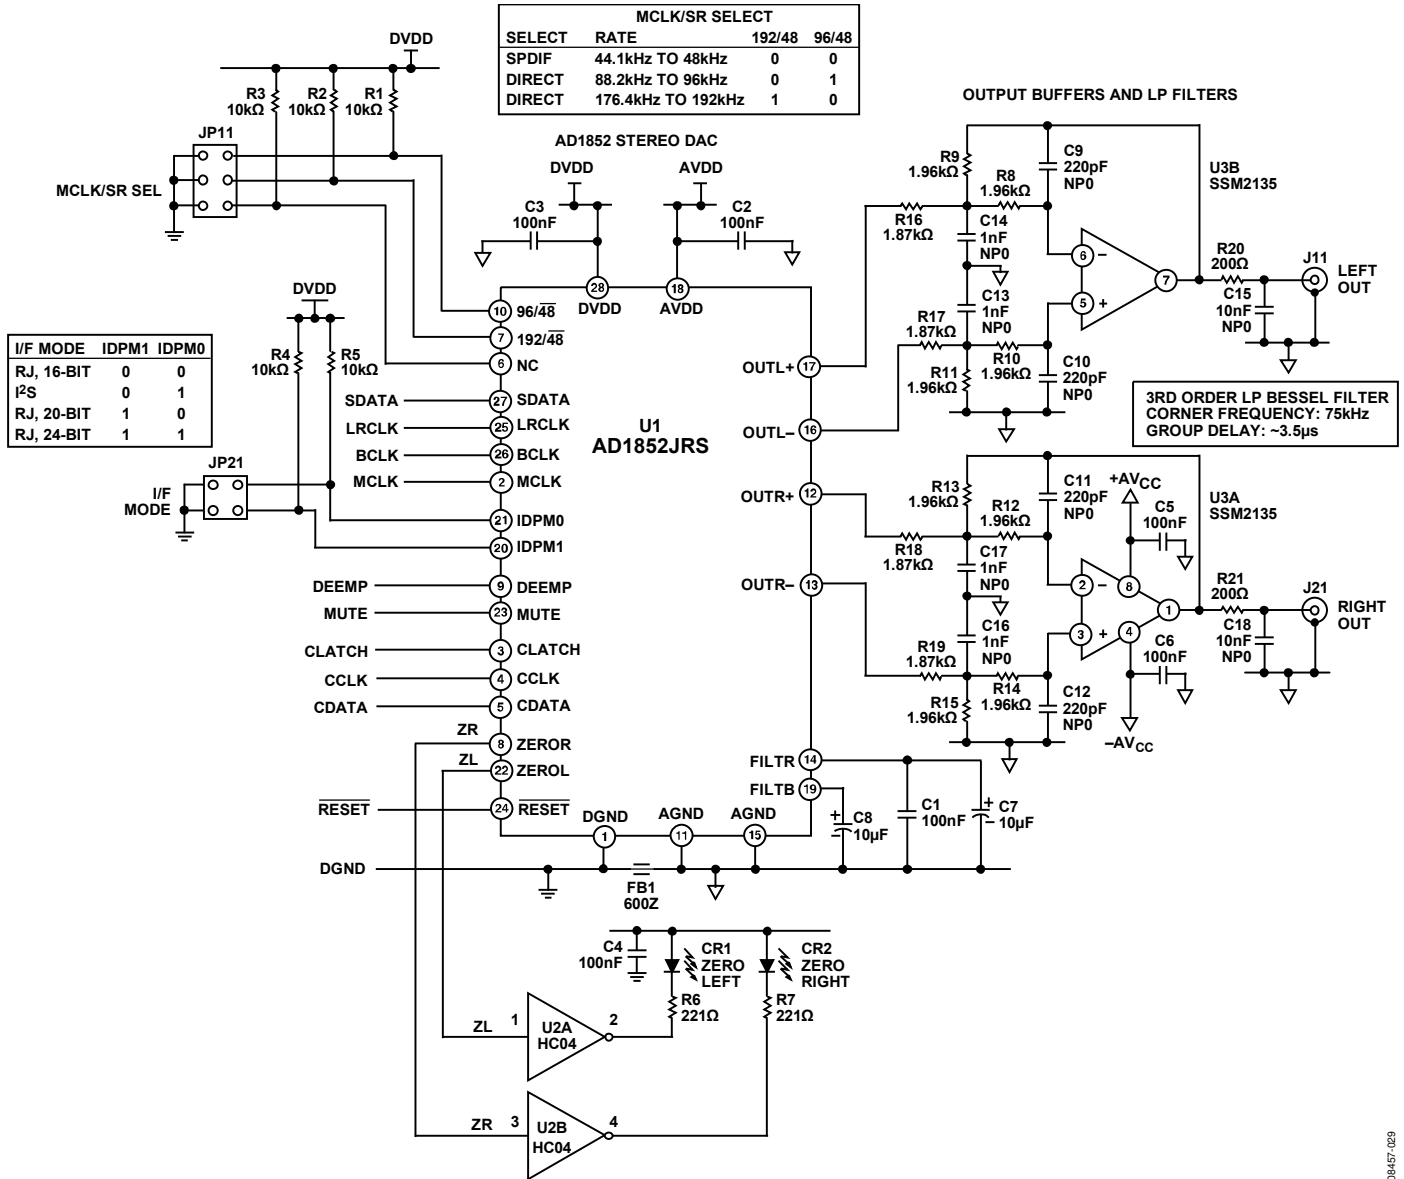 MCLK/SR SELECT
SELECT RATE 192/48 96/48
SPDIF 44.1kHz TO 48kHz 0 0
DIRECT 88.2kHz TO 96kHz 0 1
DIRECT 176.4kHz TO 192kHz 1 0
DVDD
R3
10kΩ
R2
10kΩ
R1
10kΩ
JP11
MCLK/SR SEL
AD1852 STEREO DAC
DVDD
AVDD
C3
100nF
C2
100nF
28
DVDD
18
AVDD
OUTPUT BUFFERS AND LP FILTERS
R9
1.96kΩ
R8
1.96kΩ
C9
220pF
NP0
U3B
SSM2135
R16
1.87kΩ
C14
1nF
NP0
6 –
5 +
7
R20
200Ω
J11
LEFT
OUT
C15
10nF
NP0
C13
1nF
NP0
R17
1.87kΩ
R10
1.96kΩ
R11
1.96kΩ
C10
220pF
NP0
3RD ORDER LP BESSEL FILTER
CORNER FREQUENCY: 75kHz
GROUP DELAY: ~3.5µs
DVDD
R4
10kΩ
R5
10kΩ
I/F MODE IDPM1 IDPM0
RJ, 16-BIT 0 0
I2S 0 1
RJ, 20-BIT 1 0
RJ, 24-BIT 1 1
JP21
I/F
MODE
10 96/48
7 192/48
6 NC
SDATA 27 SDATA
LRCLK 25 LRCLK
BCLK 26 BCLK
MCLK 2 MCLK
21 IDPM0
20 IDPM1
DEEMP 9 DEEMP
MUTE 23 MUTE
CLATCH 3 CLATCH
CCLK 4 CCLK
CDATA 5 CDATA
ZR 8 ZEROR
ZL 22 ZEROL
RESET 24 RESET
U1
AD1852JRS
OUTL+ 17
OUTL– 16
OUTR+ 12
OUTR– 13
FILTR 14
FILTB 19
DGND
1
AGND
11
AGND
15
R13
1.96kΩ
R12
1.96kΩ
C11
220pF
NP0
+AVCC
C5
100nF
U3A
SSM2135
R18
1.87kΩ
C17
1nF
NP0
2 –
3 +
8
4
1
R21
200Ω
J21
RIGHT
OUT
C18
10nF
NP0
C16
1nF
NP0
C6
100nF
R19
1.87kΩ
R14
1.96kΩ
R15
1.96kΩ
C12
220pF
NP0
–AVCC
+
–
C8
10µF
C1
100nF
+
–
C7
10µF
DGND
FB1
600Z
C4
100nF
CR1
ZERO
LEFT
CR2
ZERO
RIGHT
R6
221Ω
R7
221Ω
ZL 1
U2A
HC04
2
ZR 3
U2B
HC04
4
08457-029